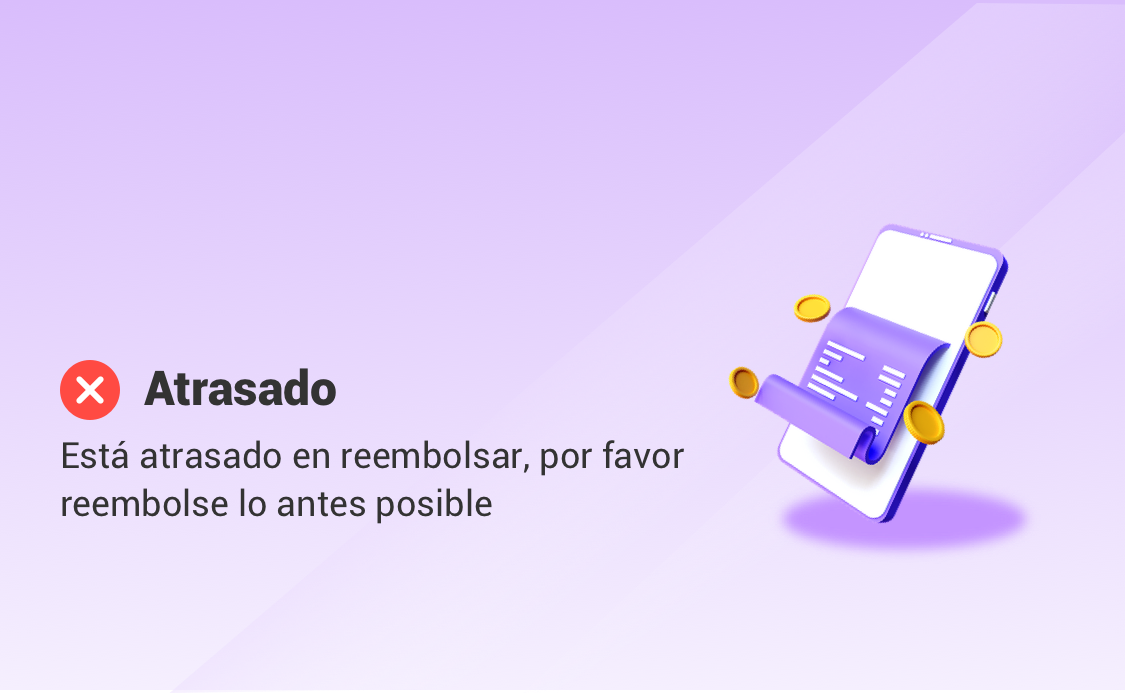 Atrasado
Está atrasado en reembolsar, por favor
reembolse lo antes posible